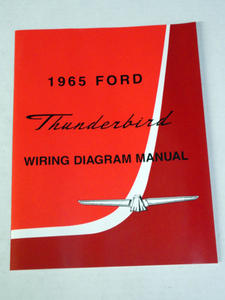 1965 FORD
Thunderbird
WIRING DIAGRAM MANUAL